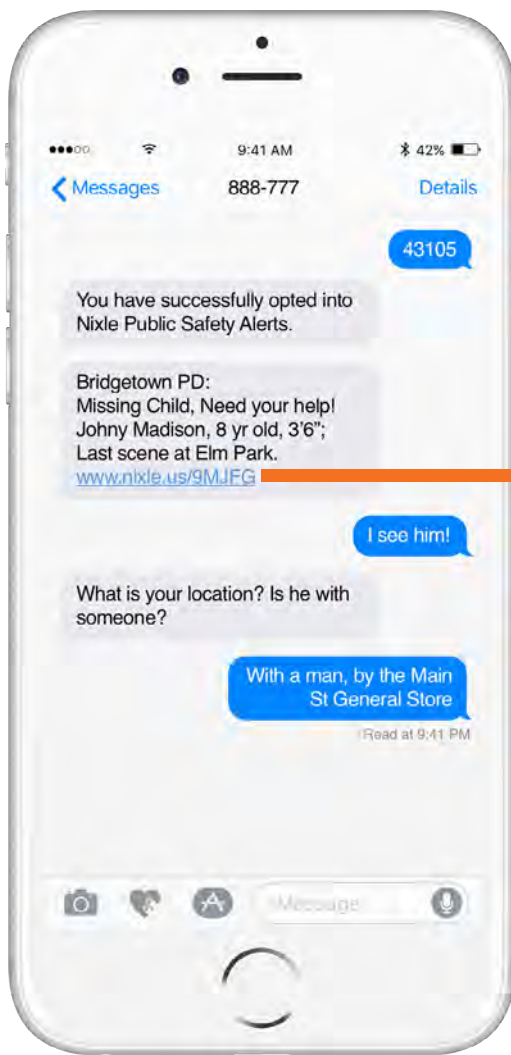 9:41 AM
42%
Messages
888-777
Details
43105
You have successfully opted into
Nixle Public Safety Alerts.
Bridgetown PD:
Missing Child, Need your help!
Johny Madison, 8 yr old, 3'6”;
Last scene at Elm Park.
www.nixle.us/9MJFG
I see him!
What is your location? Is he with
someone?
With a man, by the Main
St General Store
Read at 9:41 PM
Message